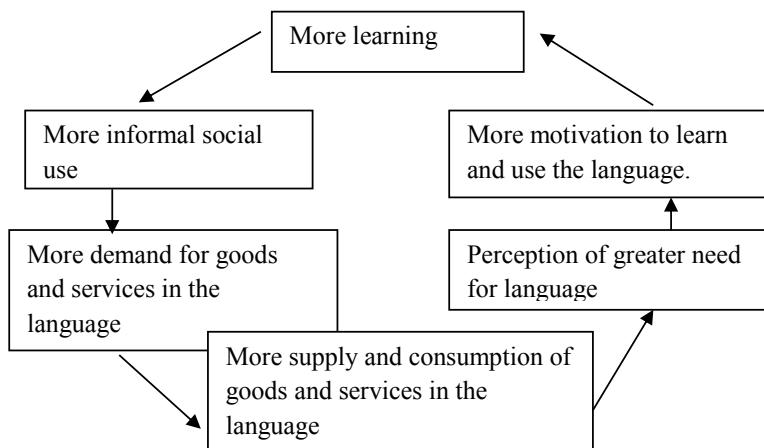 More learning
More informal social
use
More demand for goods
and services in the
language
More supply and consumption of
goods and services in the
language
Perception of greater need
for language
More motivation to learn
and use the language.